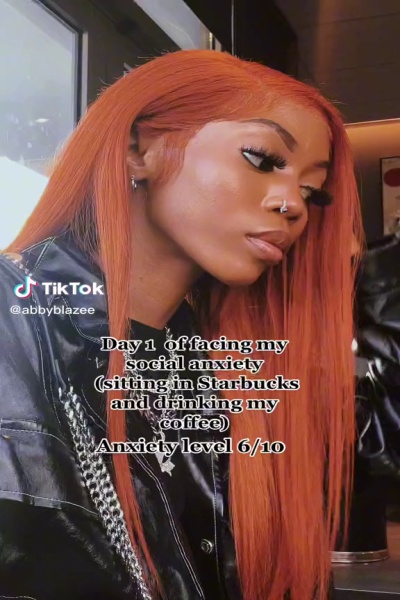 TikTok
@abbyblazee
Day 1 of facing my
social anxiety
(sitting in Starbucks
and drinking my
coffee)
Anxiety level 6/10